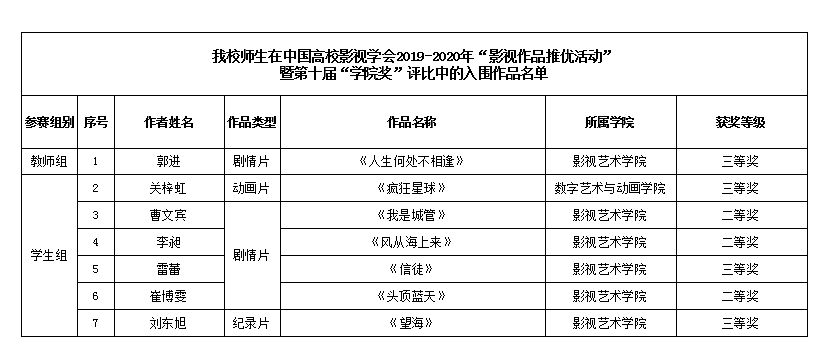 我校师生在中国高校影视学会2019-2020年“影视作品推优活动”
暨第十届“学院奖”评比中的入围作品名单
参赛组别 序号 作者姓名 作品类型 作品名称 所属学院 获奖等级
教师组 1 郭进 剧情片 《人生何处不相逢》 影视艺术学院 三等奖
学生组 2 关梓虹 动画片 《疯狂星球》 数字艺术与动画学院 三等奖
3 曹文宾 剧情片 《我是城管》 影视艺术学院 二等奖
4 李昶 《风从海上来》 影视艺术学院 二等奖
5 雷蕾 《信徒》 影视艺术学院 三等奖
6 崔博雯 《头顶蓝天》 影视艺术学院 二等奖
7 刘东旭 纪录片 《望海》 影视艺术学院 三等奖